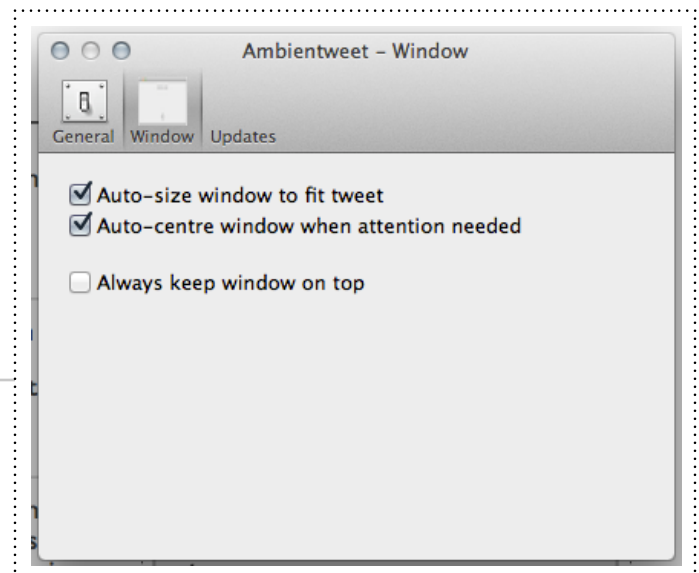 Ambientweet – Window
General Window Updates
Auto-size window to fit tweet
Auto-centre window when attention needed
Always keep window on top